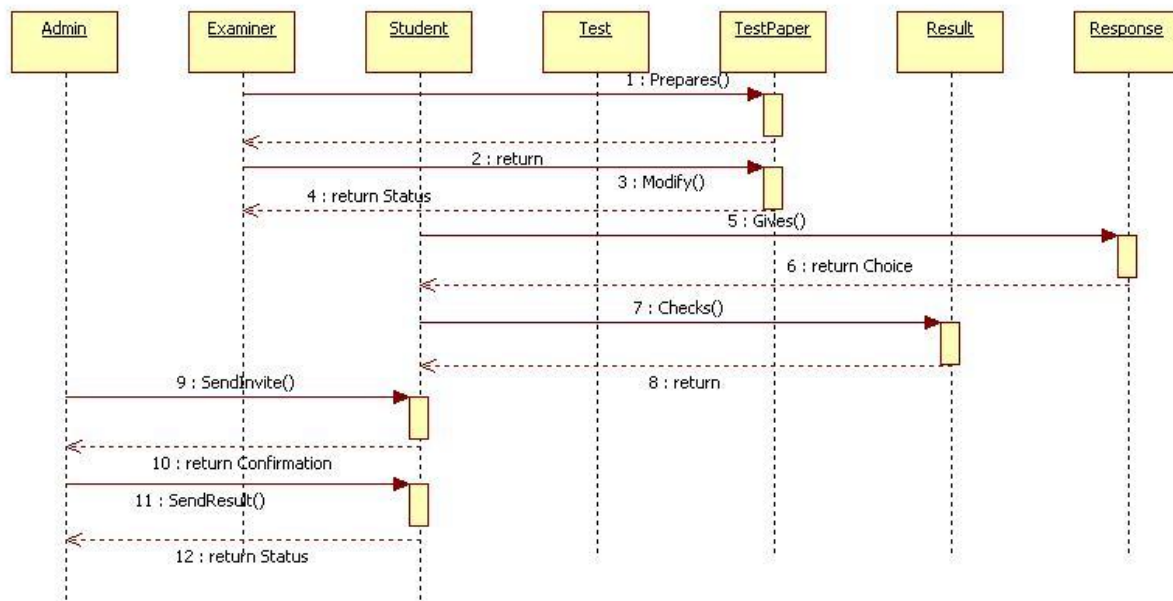 Admin
Examiner
Student
Test
TestPaper
Result
Response
1 : Prepares()
2 : return
3 : Modify()
4 : return Status
5 : Gives()
6 : return Choice
7 : Checks()
8 : return
9 : SendInvite()
10 : return Confirmation
11 : SendResult()
12 : return Status